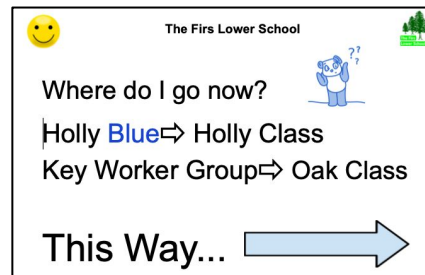 The Firs Lower School
??
?
Where do I go now?
Holly Blue⇨ Holly Class
Key Worker Group⇨ Oak Class
This Way...